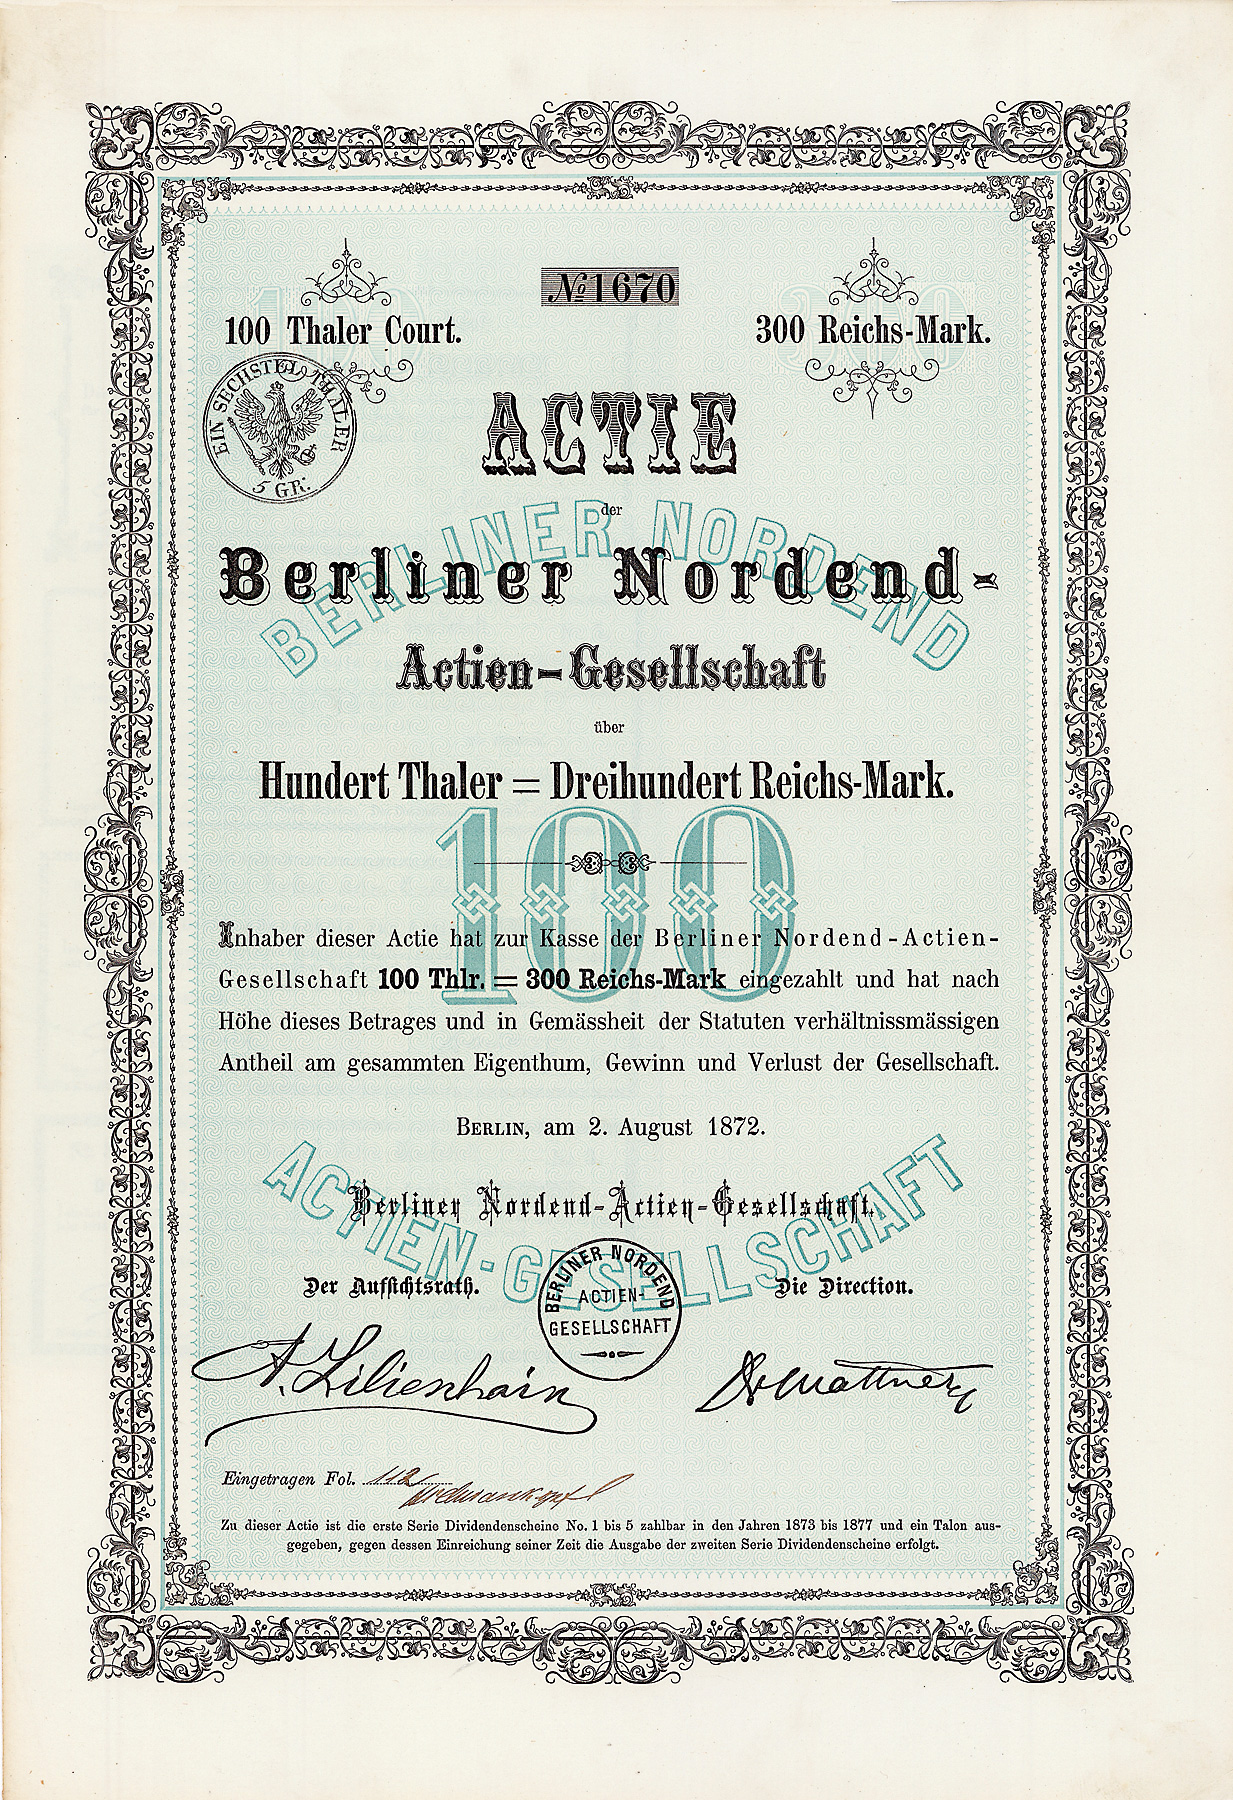 № 1670
100 Thaler Court.
300 Reichs-Mark.
EIN SECHSTEL THALER
5 GR.
ACTIE
der
BERLINER NORDEND
Berliner Nordend-
Actien-Gesellschaft
über
Hundert Thaler = Dreihundert Reichs-Mark.
100
Inhaber dieser Actie hat zur Kasse der Berliner Nordend-Actien-
Gesellschaft 100 Thlr. = 300 Reichs-Mark eingezahlt und hat nach
Höhe dieses Betrages und in Gemässheit der Statuten verhältnissmässigen
Antheil am gesammten Eigenthum, Gewinn und Verlust der Gesellschaft.
BERLIN, am 2. August 1872.
ACTIEN-GESELLSCHAFT
Berliner Nordend-Actien-Gesellschaft.
Der Aufsichtsrath.
Die Direction.
BERLINER NORDEND
ACTIEN-
GESELLSCHAFT
A. Lilienhain
Eingetragen Fol. 112
Zu dieser Actie ist die erste Serie Dividendenscheine No. 1 bis 5 zahlbar in den Jahren 1873 bis 1877 und ein Talon aus-
gegeben, gegen dessen Einreichung seiner Zeit die Ausgabe der zweiten Serie Dividendenscheine erfolgt.